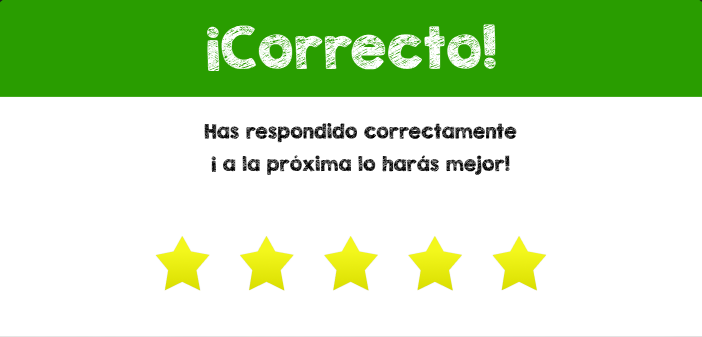 ¡Correcto!
Has respondido correctamente
¡ a la próxima lo harás mejor!